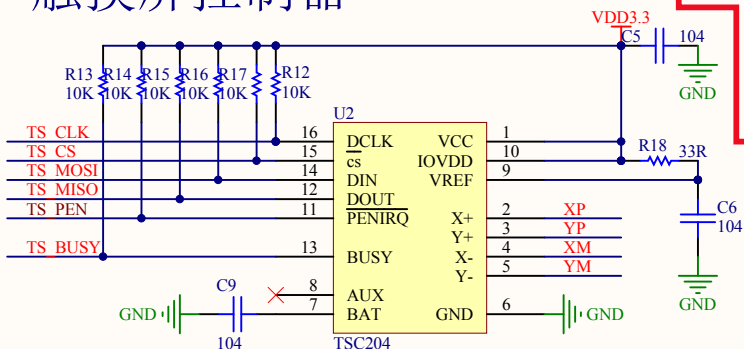 VDD3.3
C5 104
GND
R13 R14 R15 R16 R17 R12
10K 10K 10K 10K 10K 10K
U2
TS_CLK 16 DCLK VCC 1
TS_CS 15 cs IOVDD 10 R18 33R
TS_MOSI 14 DIN VREF 9
TS_MISO 12 DOUT
TS_PEN 11 PENIRQ X+ 2 XP
Y+ 3 YP
TS_BUSY 13 BUSY X- 4 XM
Y- 5 YM
C6
104
GND
8 AUX
C9
GND 104 7 BAT GND 6 GND
TSC204